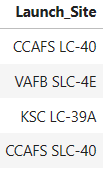 Launch_Site
CCAFS LC-40
VAFB SLC-4E
KSC LC-39A
CCAFS SLC-40